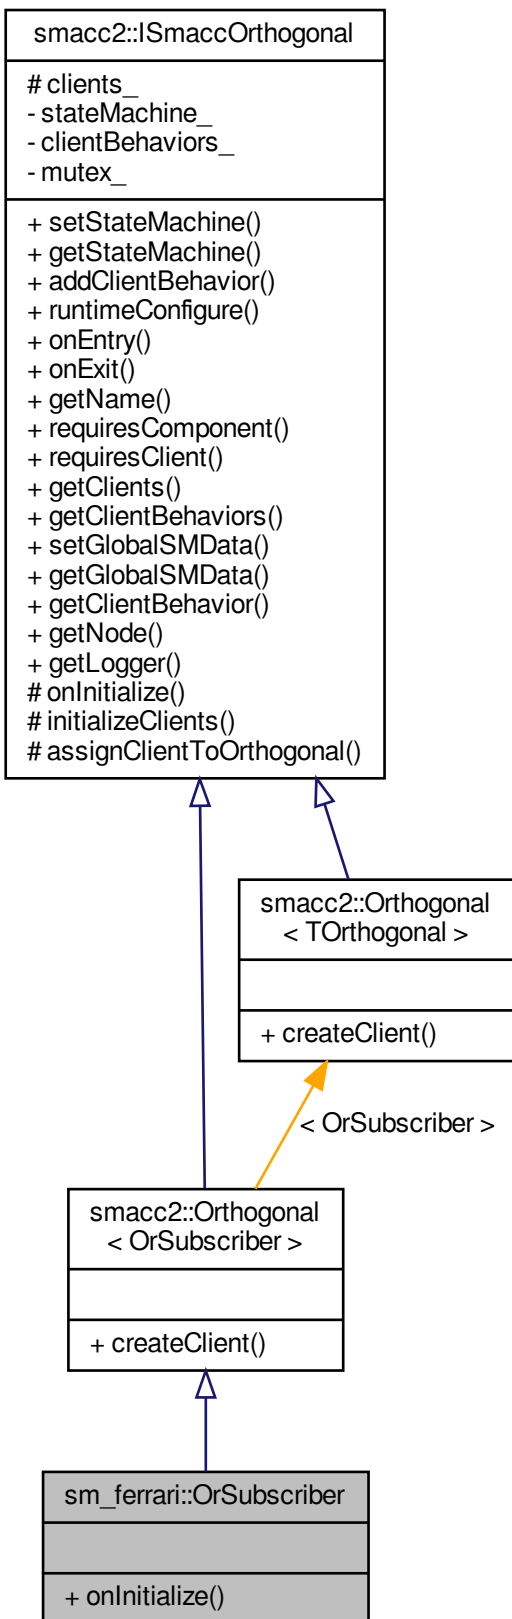 smacc2::ISmaccOrthogonal
# clients_
- stateMachine_
- clientBehaviors_
- mutex_
+ setStateMachine()
+ getStateMachine()
+ addClientBehavior()
+ runtimeConfigure()
+ onEntry()
+ onExit()
+ getName()
+ requiresComponent()
+ requiresClient()
+ getClients()
+ getClientBehaviors()
+ setGlobalSMData()
+ getGlobalSMData()
+ getClientBehavior()
+ getNode()
+ getLogger()
# onInitialize()
# initializeClients()
# assignClientToOrthogonal()
smacc2::Orthogonal
< TOrthogonal >
+ createClient()
< OrSubscriber >
smacc2::Orthogonal
< OrSubscriber >
+ createClient()
sm_ferrari::OrSubscriber
+ onInitialize()